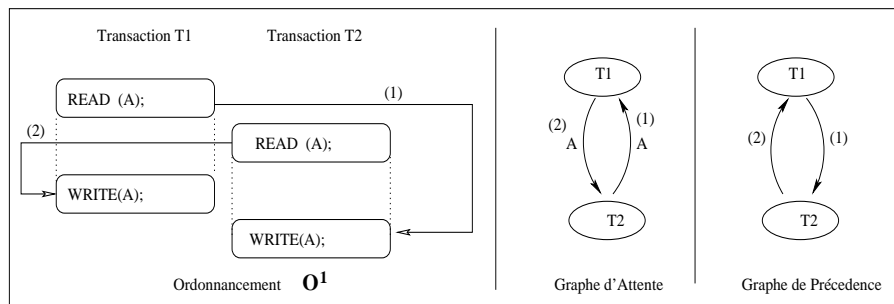 Transaction T1
Transaction T2
READ (A);
(1)
(2)
READ (A);
WRITE(A);
WRITE(A);
Ordonnancement O1
T1
(2)
A
(1)
A
T2
Graphe d'Attente
T1
(2)
(1)
T2
Graphe de Précedence